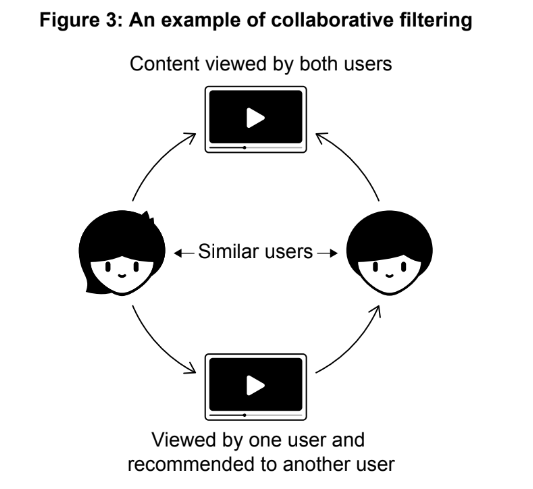 Figure 3: An example of collaborative filtering
Content viewed by both users
Similar users
Viewed by one user and
recommended to another user